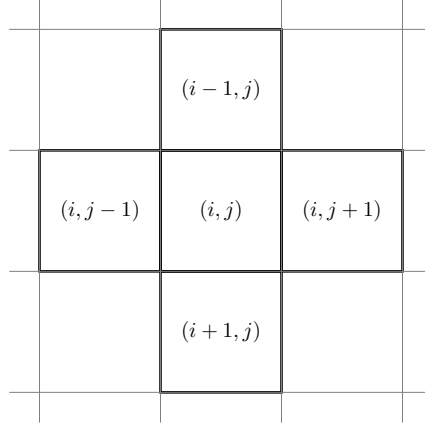 (i − 1, j)
(i, j − 1) (i, j) (i, j + 1)
(i + 1, j)